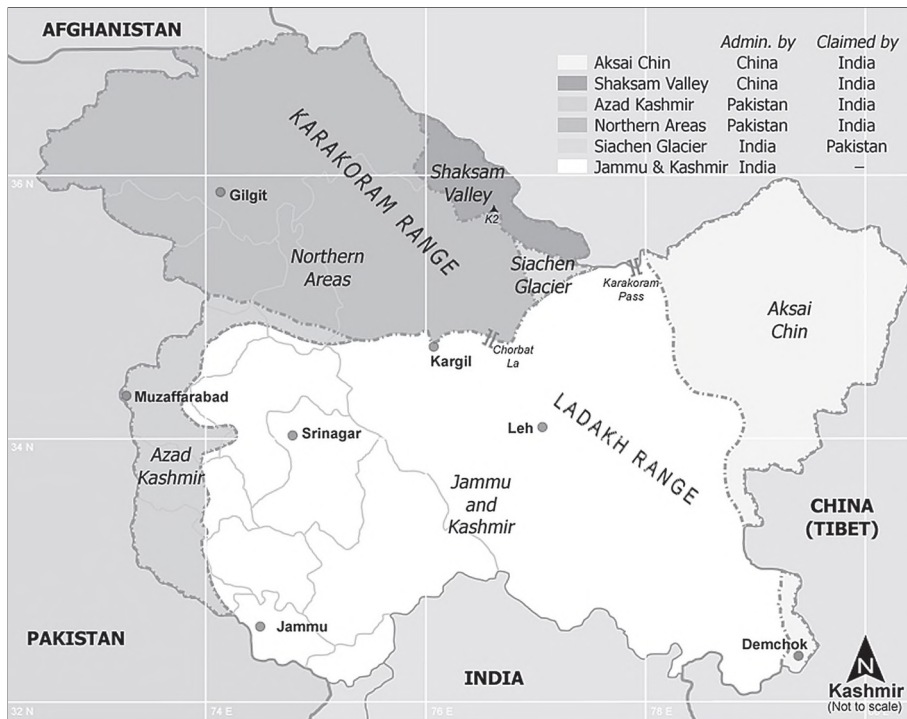 AFGHANISTAN
Admin. by Claimed by
Aksai Chin China India
Shaksam Valley China India
Azad Kashmir Pakistan India
Northern Areas Pakistan India
Siachen Glacier India Pakistan
Jammu & Kashmir India –
KARAKORAM RANGE
36 N
Shaksam
Valley
K2
Gilgit
Northern
Areas
Siachen
Glacier
Karakoram
Pass
Aksai
Chin
Chorbat
La
Kargil
Muzaffarabad
LADAKH RANGE
Srinagar
Leh
34 N
Azad
Kashmir
Jammu
and
Kashmir
CHINA
(TIBET)
Jammu
PAKISTAN
Demchok
INDIA
N
Kashmir
(Not to scale)
32 N
74 E
76 E
78 E